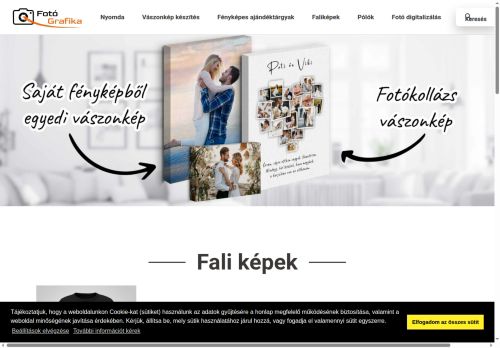 Fotó
Grafika
Nyomda
Vászonkép készítés
Fényképes ajándéktárgyak
Faliképek
Pólók
Fotó digitalizálás
Keresés
Saját fényképből
egyedi vászonkép
Pati és Viki
Fotókollázs
vászonkép
Fali képek
Tájékoztatjuk, hogy a weboldalunkon Cookie-kat (sütiket) használunk az adatok gyűjtésére a honlap megfelelő működésének biztosítása, valamint a
weboldal minőségének javítása érdekében. Kérjük, állítsa be, mely sütik használatához járul hozzá, vagy fogadja el valamennyi sütit egyszerre.
Beállítások elvégzése További információt kérek
Elfogadom az összes sütit